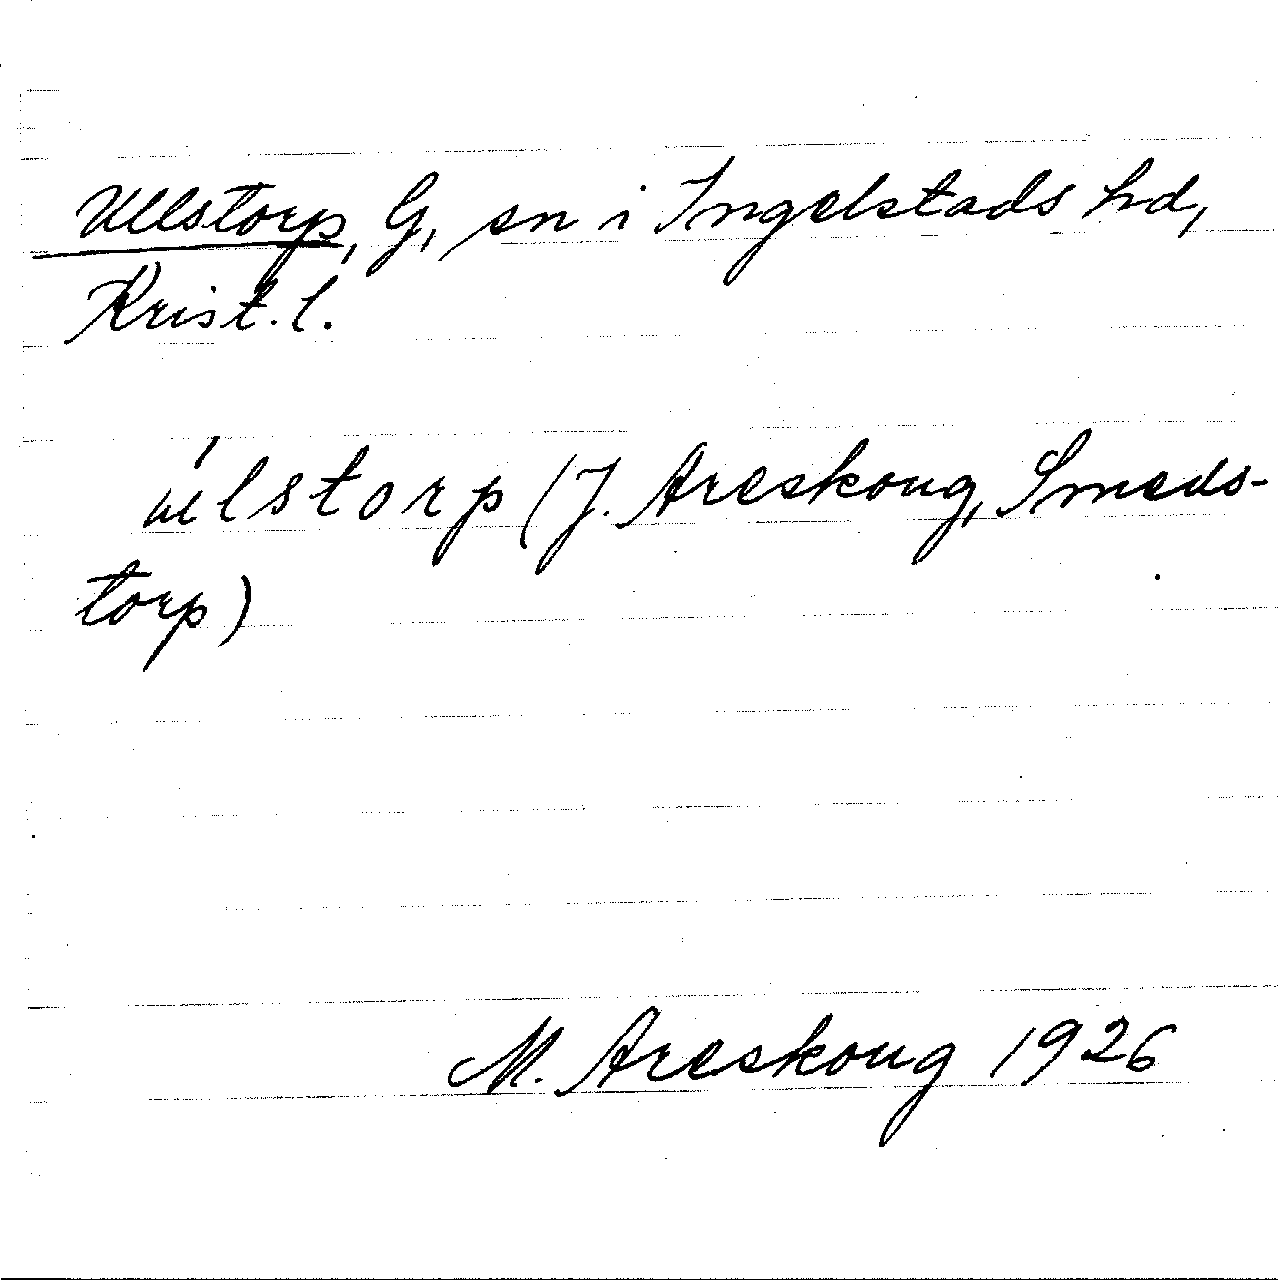 Ullstorp, G, sn i Ingelstads hd,
Krist. l.
úlstorp (J. Areskoug, Smeds-
torp)
M. Areskoug 1926